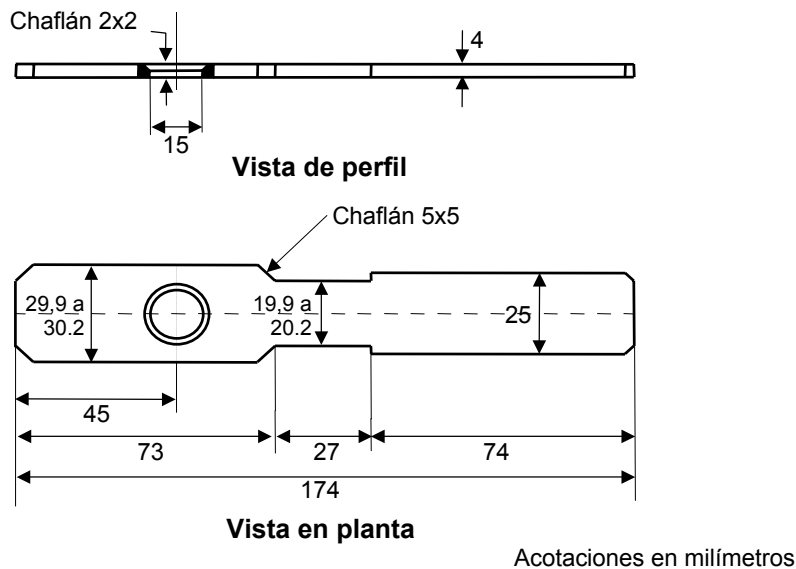 Chaflán 2x2
4
15
Vista de perfil
Chaflán 5x5
29,9 a
30.2
19,9 a
20.2
25
45
73
27
74
174
Vista en planta
Acotaciones en milímetros